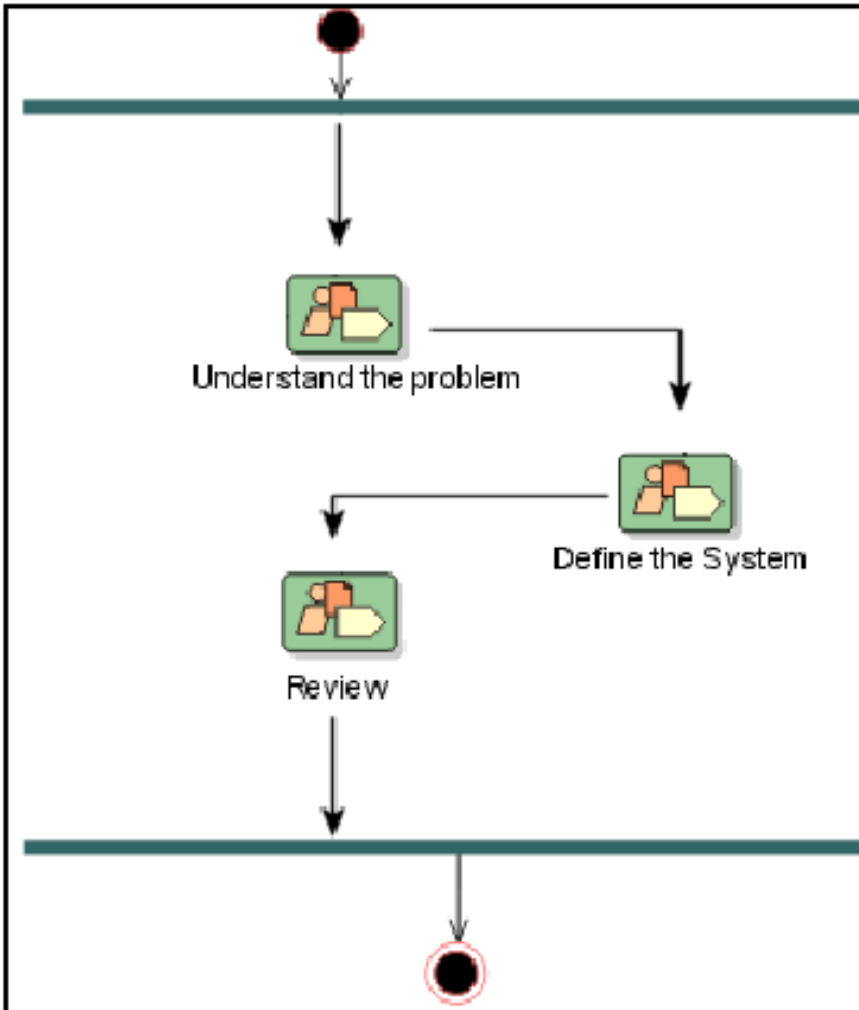 Understand the problem
Define the System
Review